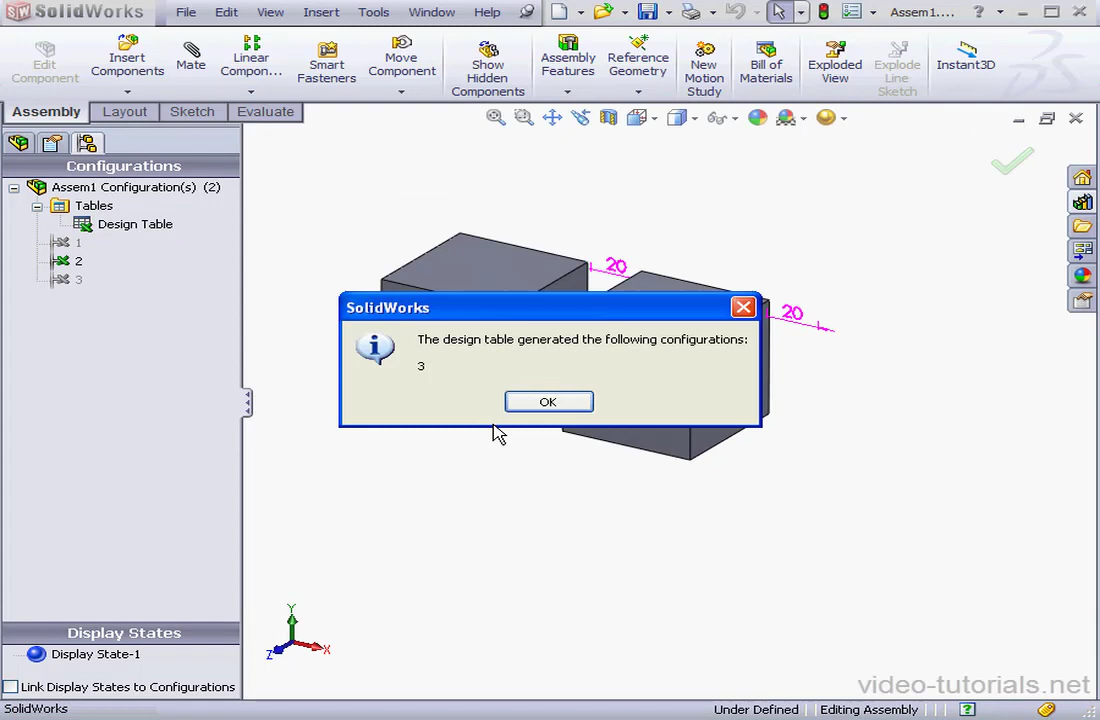 SW SolidWorks File Edit View Insert Tools Window Help Assem1.... ?
Edit Component
Insert Components
Mate
Linear Compon...
Smart Fasteners
Move Component
Show Hidden Components
Assembly Features
Reference Geometry
New Motion Study
Bill of Materials
Exploded View
Explode Line Sketch
Instant3D
Assembly Layout Sketch Evaluate
Configurations
Assem1 Configuration(s) (2)
Tables
Design Table
1
2
3
20
20
SolidWorks
The design table generated the following configurations:
3
OK
Y
X
Z
Display States
Display State-1
Link Display States to Configurations
video-tutorials.net
SolidWorks Under Defined Editing Assembly ?